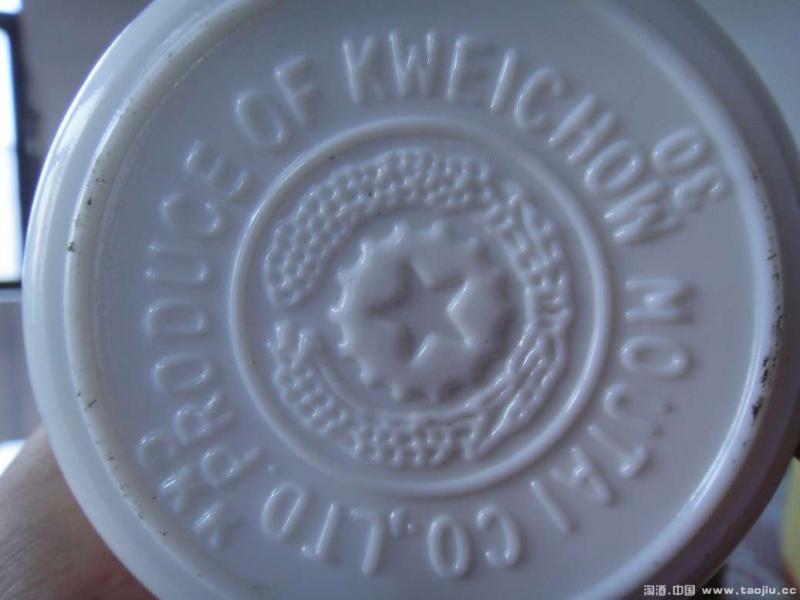 PRODUCE OF KWEICHOW MOUTAI CO.,LTD.
30
淘酒.中国 www.taojiu.cc